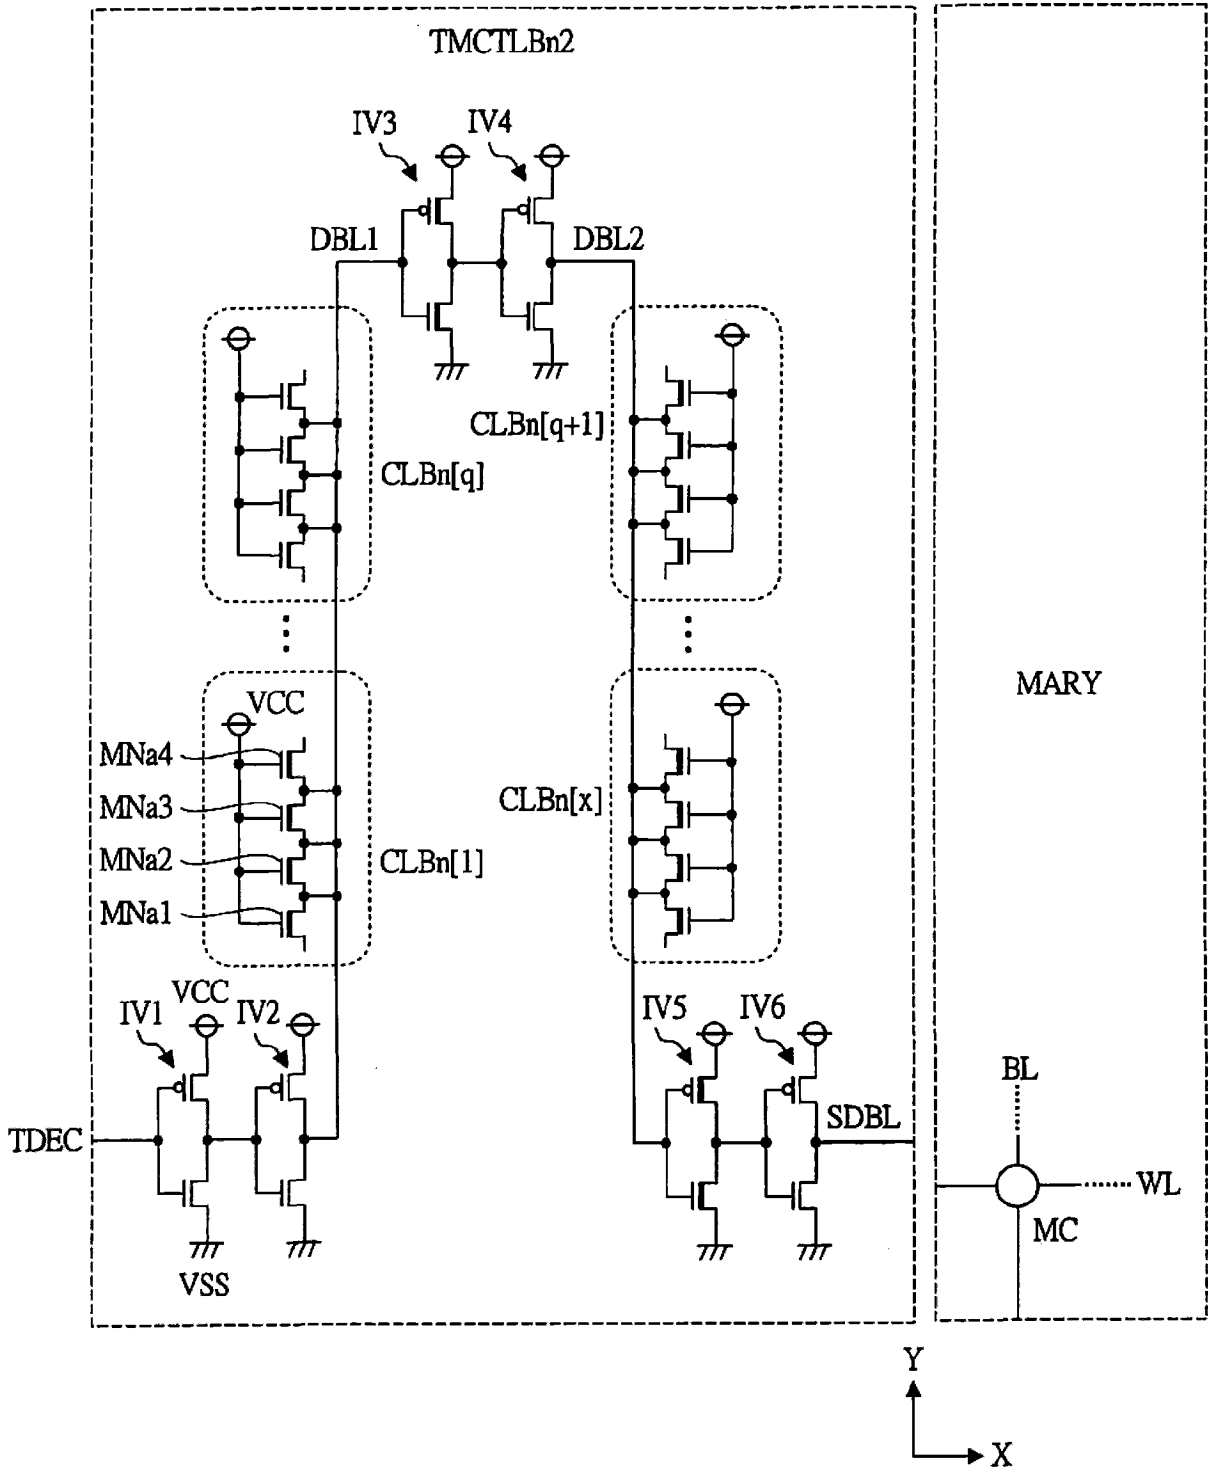 TMCTLBn2
IV3
IV4
DBL1
DBL2
CLBn[q+1]
CLBn[q]
MARY
VCC
MNa4
MNa3
CLBn[x]
MNa2
CLBn[1]
MNa1
VCC
IV1
IV2
IV5
IV6
BL
SDBL
TDEC
WL
MC
VSS
Y
X